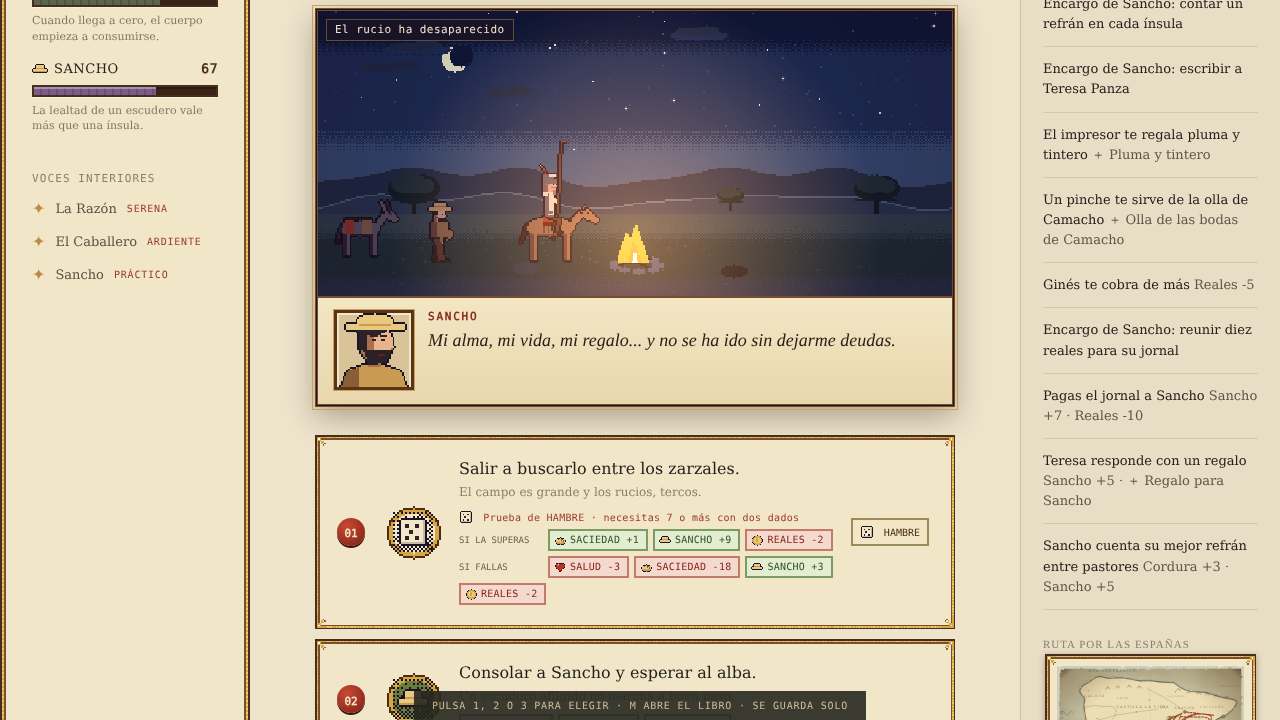 Cuando llega a cero, el cuerpo
empieza a consumirse.
SANCHO 67
La lealtad de un escudero vale
más que una ínsula.
VOCES INTERIORES
La Razón SERENA
El Caballero ARDIENTE
Sancho PRÁCTICO
El rucio ha desaparecido
SANCHO
Mi alma, mi vida, mi regalo... y no se ha ido sin dejarme deudas.
01
Salir a buscarlo entre los zarzales.
El campo es grande y los rucios, tercos.
Prueba de HAMBRE · necesitas 7 o más con dos dados
SI LA SUPERAS SACIEDAD +1 SANCHO +9 REALES -2
SI FALLAS SALUD -3 SACIEDAD -18 SANCHO +3
REALES -2
HAMBRE
02
Consolar a Sancho y esperar al alba.
PULSA 1, 2 O 3 PARA ELEGIR · M ABRE EL LIBRO · SE GUARDA SOLO
Encargo de Sancho: contar un
refrán en cada ínsula
Encargo de Sancho: escribir a
Teresa Panza
El impresor te regala pluma y
tintero + Pluma y tintero
Un pinche te sirve de la olla de
Camacho + Olla de las bodas
de Camacho
Ginés te cobra de más Reales -5
Encargo de Sancho: reunir diez
reales para su jornal
Pagas el jornal a Sancho Sancho
+7 · Reales -10
Teresa responde con un regalo
Sancho +5 · + Regalo para
Sancho
Sancho cuenta su mejor refrán
entre pastores Cordura +3 ·
Sancho +5
RUTA POR LAS ESPAÑAS